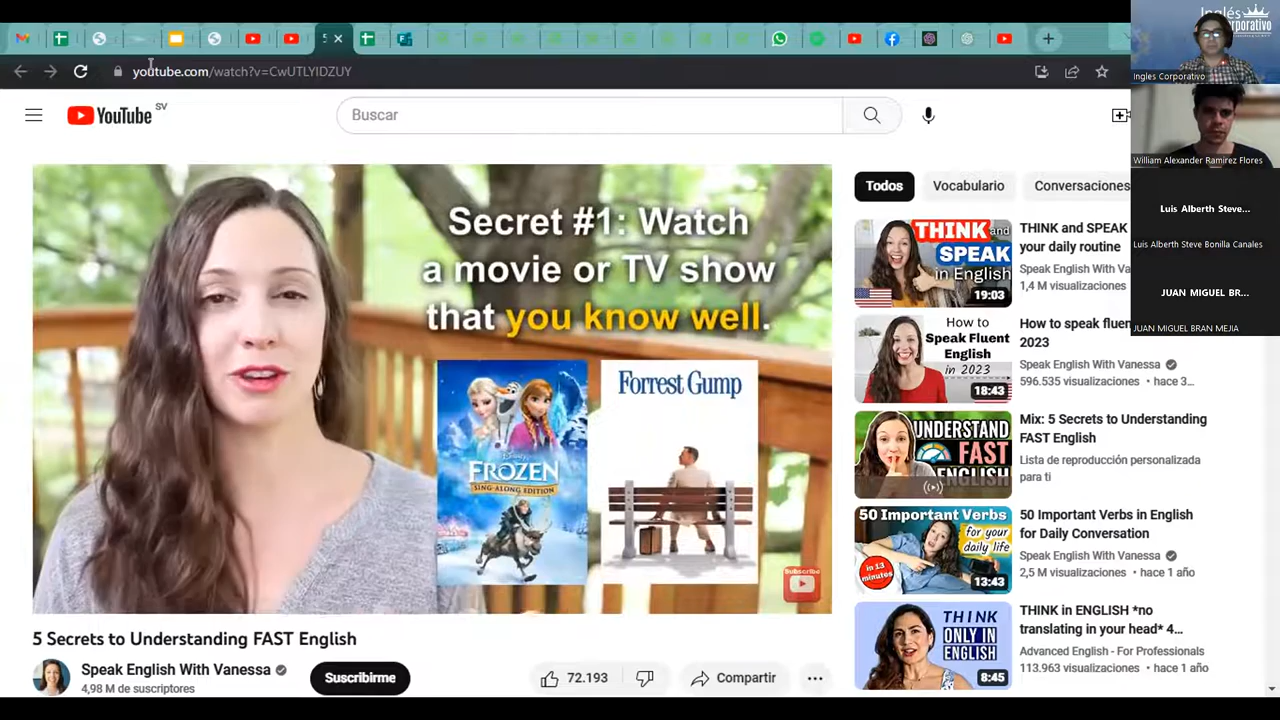 Inglés
Corporativo
Ingles Corporativo
youtube.com/watch?v=CwUTLYIDZUY
YouTube SV
Buscar
William Alexander Ramirez Flores
Luis Alberth Steve...
Luis Alberth Steve Bonilla Canales
JUAN MIGUEL BR...
JUAN MIGUEL BRAN MEJIA
Secret #1: Watch
a movie or TV show
that you know well.
Disney
FROZEN
SING-ALONG EDITION
Forrest Gump
Subscribe
5 Secrets to Understanding FAST English
Speak English With Vanessa
4,98 M de suscriptores
Suscribirme
72.193
Compartir
Todos
Vocabulario
Conversaciones
THINK and
SPEAK
in English
19:03
THINK and SPEAK
your daily routine
Speak English With Va
1,4 M visualizaciones
How to
Speak Fluent
English
in 2023
18:43
How to speak fluen
2023
Speak English With Vanessa
596.535 visualizaciones • hace 3...
UNDERSTAND
FAST
ENGLISH
Mix: 5 Secrets to Understanding
FAST English
Lista de reproducción personalizada
para ti
50 Important Verbs
for your
daily life
in 13
minutes
13:43
50 Important Verbs in English
for Daily Conversation
Speak English With Vanessa
2,5 M visualizaciones • hace 1 año
THINK
ONLY IN
ENGLISH
8:45
THINK in ENGLISH *no
translating in your head* 4...
Advanced English - For Professionals
113.963 visualizaciones • hace 1 año